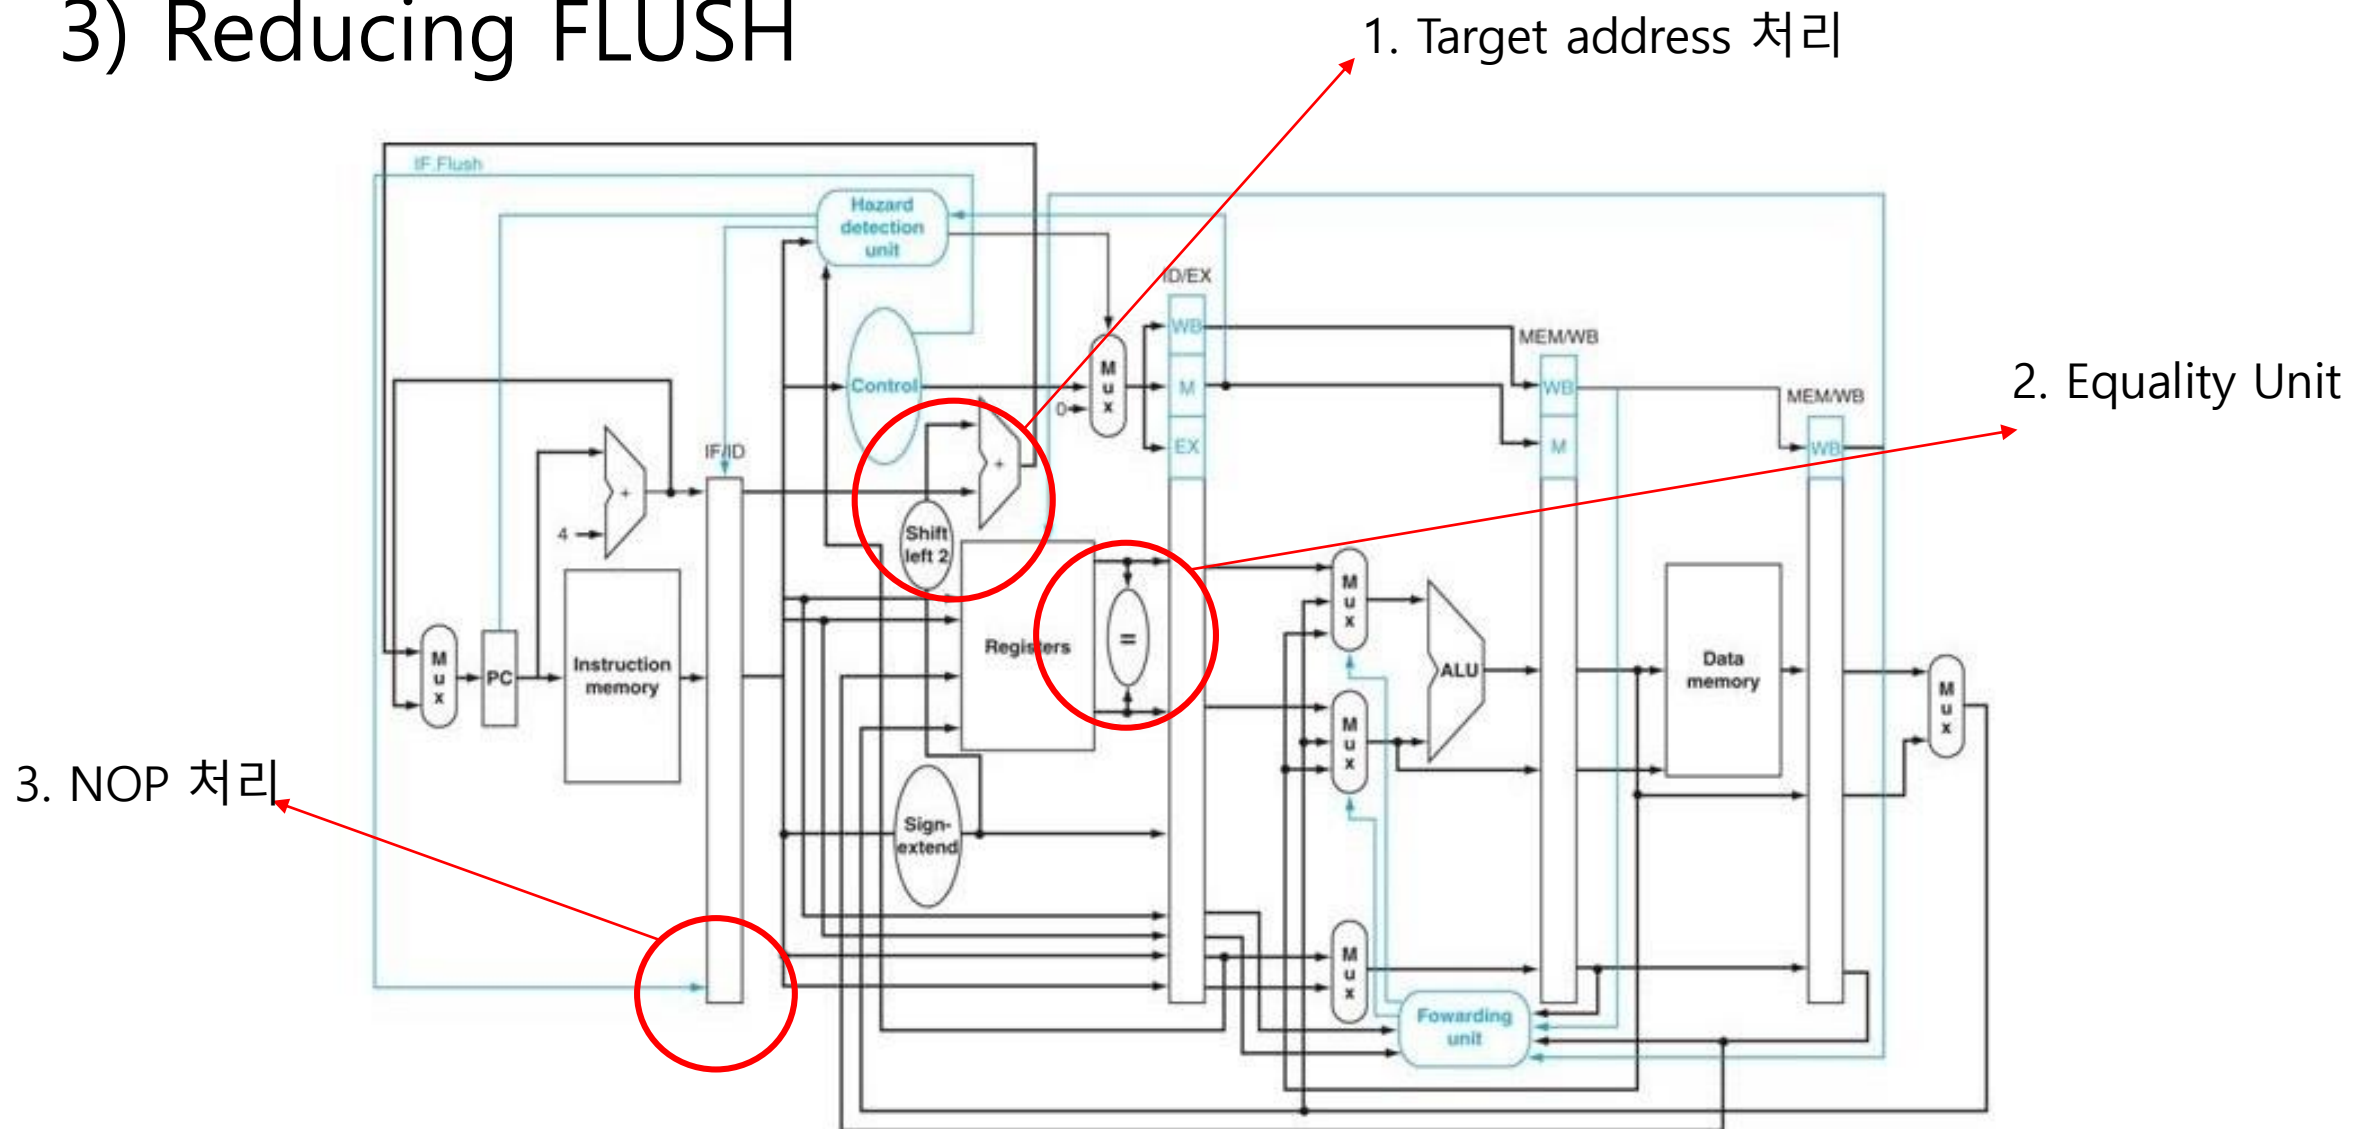 3) Reducing FLUSH
1. Target address 처리
IF.Flush
Hazard
detection
unit
ID/EX
WB
M
u
x
Control
M
0
MEM/WB
WB
2. Equality Unit
MEM/WB
EX
M
WB
IF/ID
+
+
4
Shift
left 2
M
u
x
PC
Instruction
memory
Registers
=
M
u
x
ALU
Data
memory
M
u
x
M
u
x
3. NOP 처리
Sign-
extend
M
u
x
Fowarding
unit